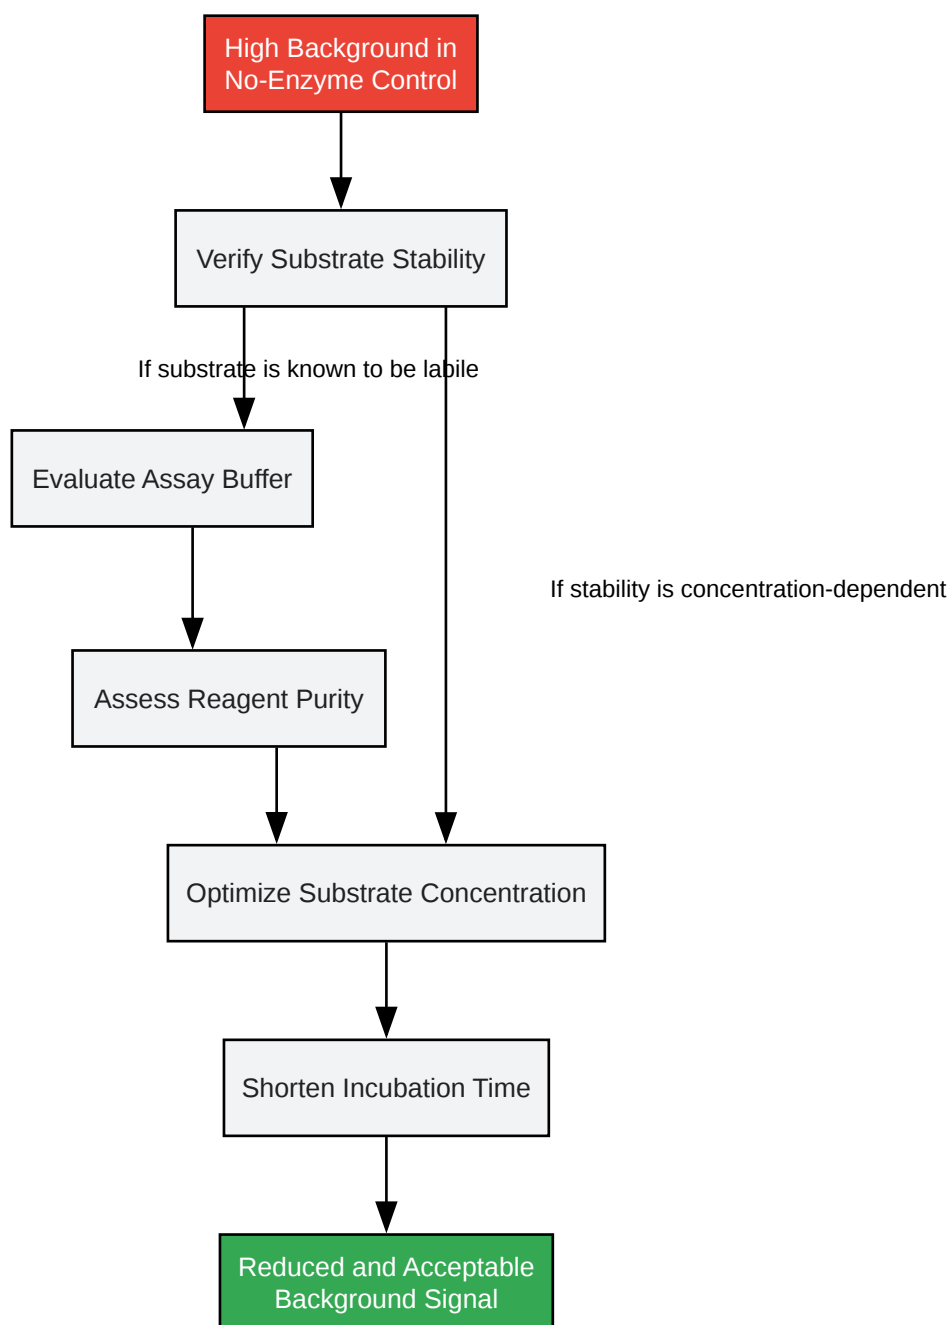 High Background in
No-Enzyme Control
Verify Substrate Stability
If substrate is known to be labile
Evaluate Assay Buffer
If stability is concentration-dependent
Assess Reagent Purity
Optimize Substrate Concentration
Shorten Incubation Time
Reduced and Acceptable
Background Signal